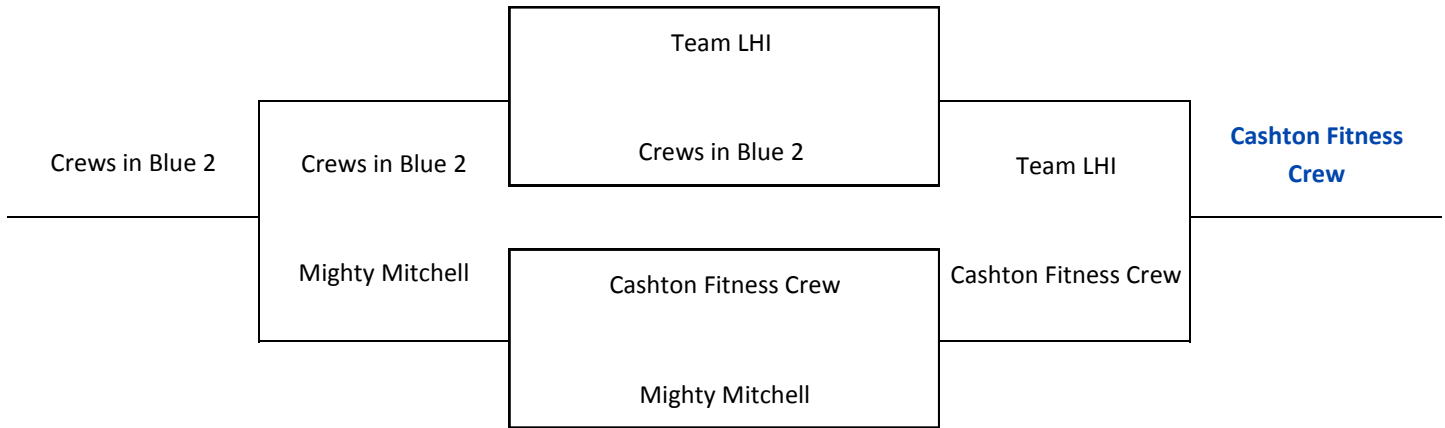 Team LHI
Crews in Blue 2
Crews in Blue 2
Crews in Blue 2
Team LHI
Cashton Fitness
Crew
Mighty Mitchell
Cashton Fitness Crew
Cashton Fitness Crew
Mighty Mitchell